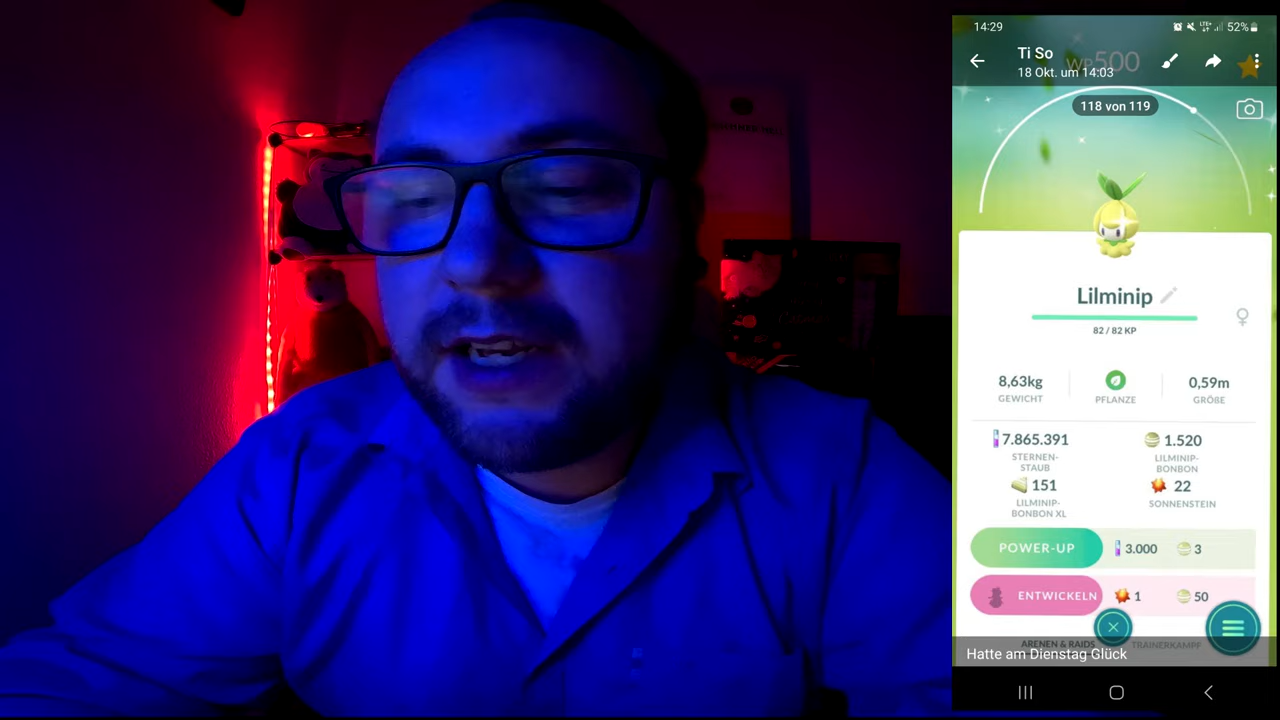 14:29
LTE+
52%
Ti So
18 Okt. um 14:03
WP500
118 von 119
Lilminip
82 / 82 KP
8,63kg
GEWICHT
PFLANZE
0,59m
GRÖßE
7.865.391
STERNEN-
STAUB
1.520
LILMINIP-
BONBON
151
LILMINIP-
BONBON XL
22
SONNENSTEIN
POWER-UP
3.000
3
ENTWICKELN
1
50
ARENEN & RAIDS
TRAINERKAMPF
Hatte am Dienstag Glück